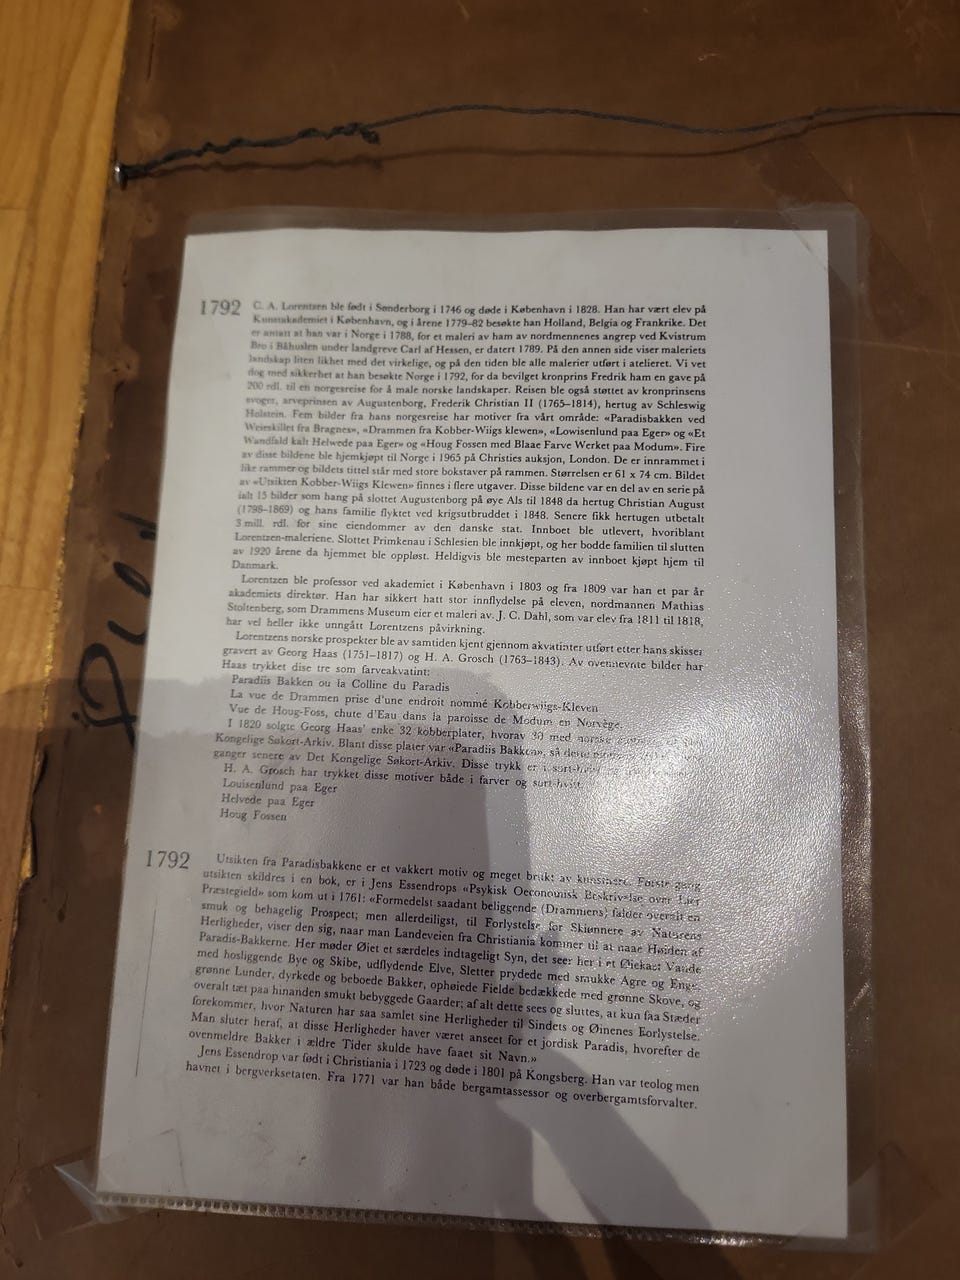 1792 C. A. Lorentzen ble født i Sønderborg i 1746 og døde i København i 1828. Han har vært elev på
Kunstakademiet i København, og i årene 1779–82 besøkte han Holland, Belgia og Frankrike. Det
er antatt at han var i Norge i 1788, for et maleri av ham av nordmennenes angrep ved Kvistrum
Bro i Båhuslen under landgreve Carl af Hessen, er datert 1789. På den annen side viser maleriets
landskap liten likhet med det virkelige, og på den tiden ble alle malerier utført i atelieret. Vi vet
dog med sikkerhet at han besøkte Norge i 1792, for da bevilget kronprins Fredrik ham en gave på
200 rdl. til en norgesreise for å male norske landskaper. Reisen ble også støttet av kronprinsens
svoger, arveprinsen av Augustenborg, Frederik Christian II (1765–1814), hertug av Schleswig
Holstein. Fem bilder fra hans norgesreise har motiver fra vårt område: «Paradisbakken ved
Veieskillet fra Bragnes», «Drammen fra Kobber-Wiigs klewen», «Lowisenlund paa Eger» og «Et
Wandfald kalt Helwede paa Eger» og «Houg Fossen med Blaae Farve Werket paa Modum». Fire
av disse bildene ble hjemkjøpt til Norge i 1965 på Christies auksjon, London. De er innrammet i
like rammer og bildets tittel står med store bokstaver på rammen. Størrelsen er 61 x 74 cm. Bildet
av «Utsikten Kobber-Wiigs Klewen» finnes i flere utgaver. Disse bildene var en del av en serie på
ialt 15 bilder som hang på slottet Augustenborg på øye Als til 1848 da hertug Christian August
(1798–1869) og hans familie flyktet ved krigsutbruddet i 1848. Senere fikk hertugen utbetalt
3 mill. rdl. for sine eiendommer av den danske stat. Innboet ble utlevert, hvoriblant
Lorentzen-maleriene. Slottet Primkenau i Schlesien ble innkjøpt, og her bodde familien til slutten
av 1920 årene da hjemmet ble oppløst. Heldigvis ble mesteparten av innboet kjøpt hjem til
Danmark.
Lorentzen ble professor ved akademiet i København i 1803 og fra 1809 var han et par år
akademiets direktør. Han har sikkert hatt stor innflydelse på eleven, nordmannen Mathias
Stoltenberg, som Drammens Museum eier et maleri av. J. C. Dahl, som var elev fra 1811 til 1818,
har vel heller ikke unngått Lorentzens påvirkning.
Lorentzens norske prospekter ble av samtiden kjent gjennom akvatinter utført etter hans skisser
gravert av Georg Haas (1751–1817) og H. A. Grosch (1763–1843). Av ovennevnte bilder har
Haas trykket dise tre som farveakvatint:
Paradiis Bakken ou la Colline du Paradis
La vue de Drammen prise d'une endroit nommé Kobberwiigs-Kleven
Vue de Houg-Foss, chute d'Eau dans la paroisse de Modum en Norvège.
I 1820 solgte Georg Haas' enke 32 kobberplater, hvorav 30 med norske
Kongelige Søkort-Arkiv. Blant disse plater var «Paradiis Bakken», så dette
ganger senere av Det Kongelige Søkort-Arkiv. Disse trykk er i sort-hvitt
H. A. Grosch har trykket disse motiver både i farver og sort-hvitt.
Louisenlund paa Eger
Helvede paa Eger
Houg Fossen
1792 Utsikten fra Paradisbakkene er et vakkert motiv og meget brukt av kunstnere. Første gang
utsikten skildres i en bok, er i Jens Essendrops «Psykisk Oeconomisk Beskrivelse over Lier
Præstegield» som kom ut i 1761: «Formedelst saadant beliggende (Drammens) falder overalt en
smuk og behagelig Prospect; men allerdeiligst, til Forlystelse for Skiønnere av Naturens
Herligheder, viser den sig, naar man Landeveien fra Christiania kommer til at naae Høiden af
Paradis-Bakkerne. Her møder Øiet et særdeles indtageligt Syn, det seer her i et Øiekast Vande
med hosliggende Bye og Skibe, udflydende Elve, Sletter prydede med smukke Agre og Enge,
grønne Lunder, dyrkede og beboede Bakker, ophøiede Fielde bedækkede med grønne Skove, og
overalt tæt paa hinanden smukt bebyggede Gaarder; af alt dette sees og sluttes, at kun faa Stæder
forekommer, hvor Naturen har saa samlet sine Herligheder til Sindets og Øinenes Forlystelse.
Man sluter heraf, at disse Herligheder haver været anseet for et jordisk Paradis, hvorefter de
ovenmeldre Bakker i ældre Tider skulde have faaet sit Navn.»
Jens Essendrop var født i Christiania i 1723 og døde i 1801 på Kongsberg. Han var teolog men
havnet i bergverksetaten. Fra 1771 var han både bergamtassessor og overbergamtsforvalter.